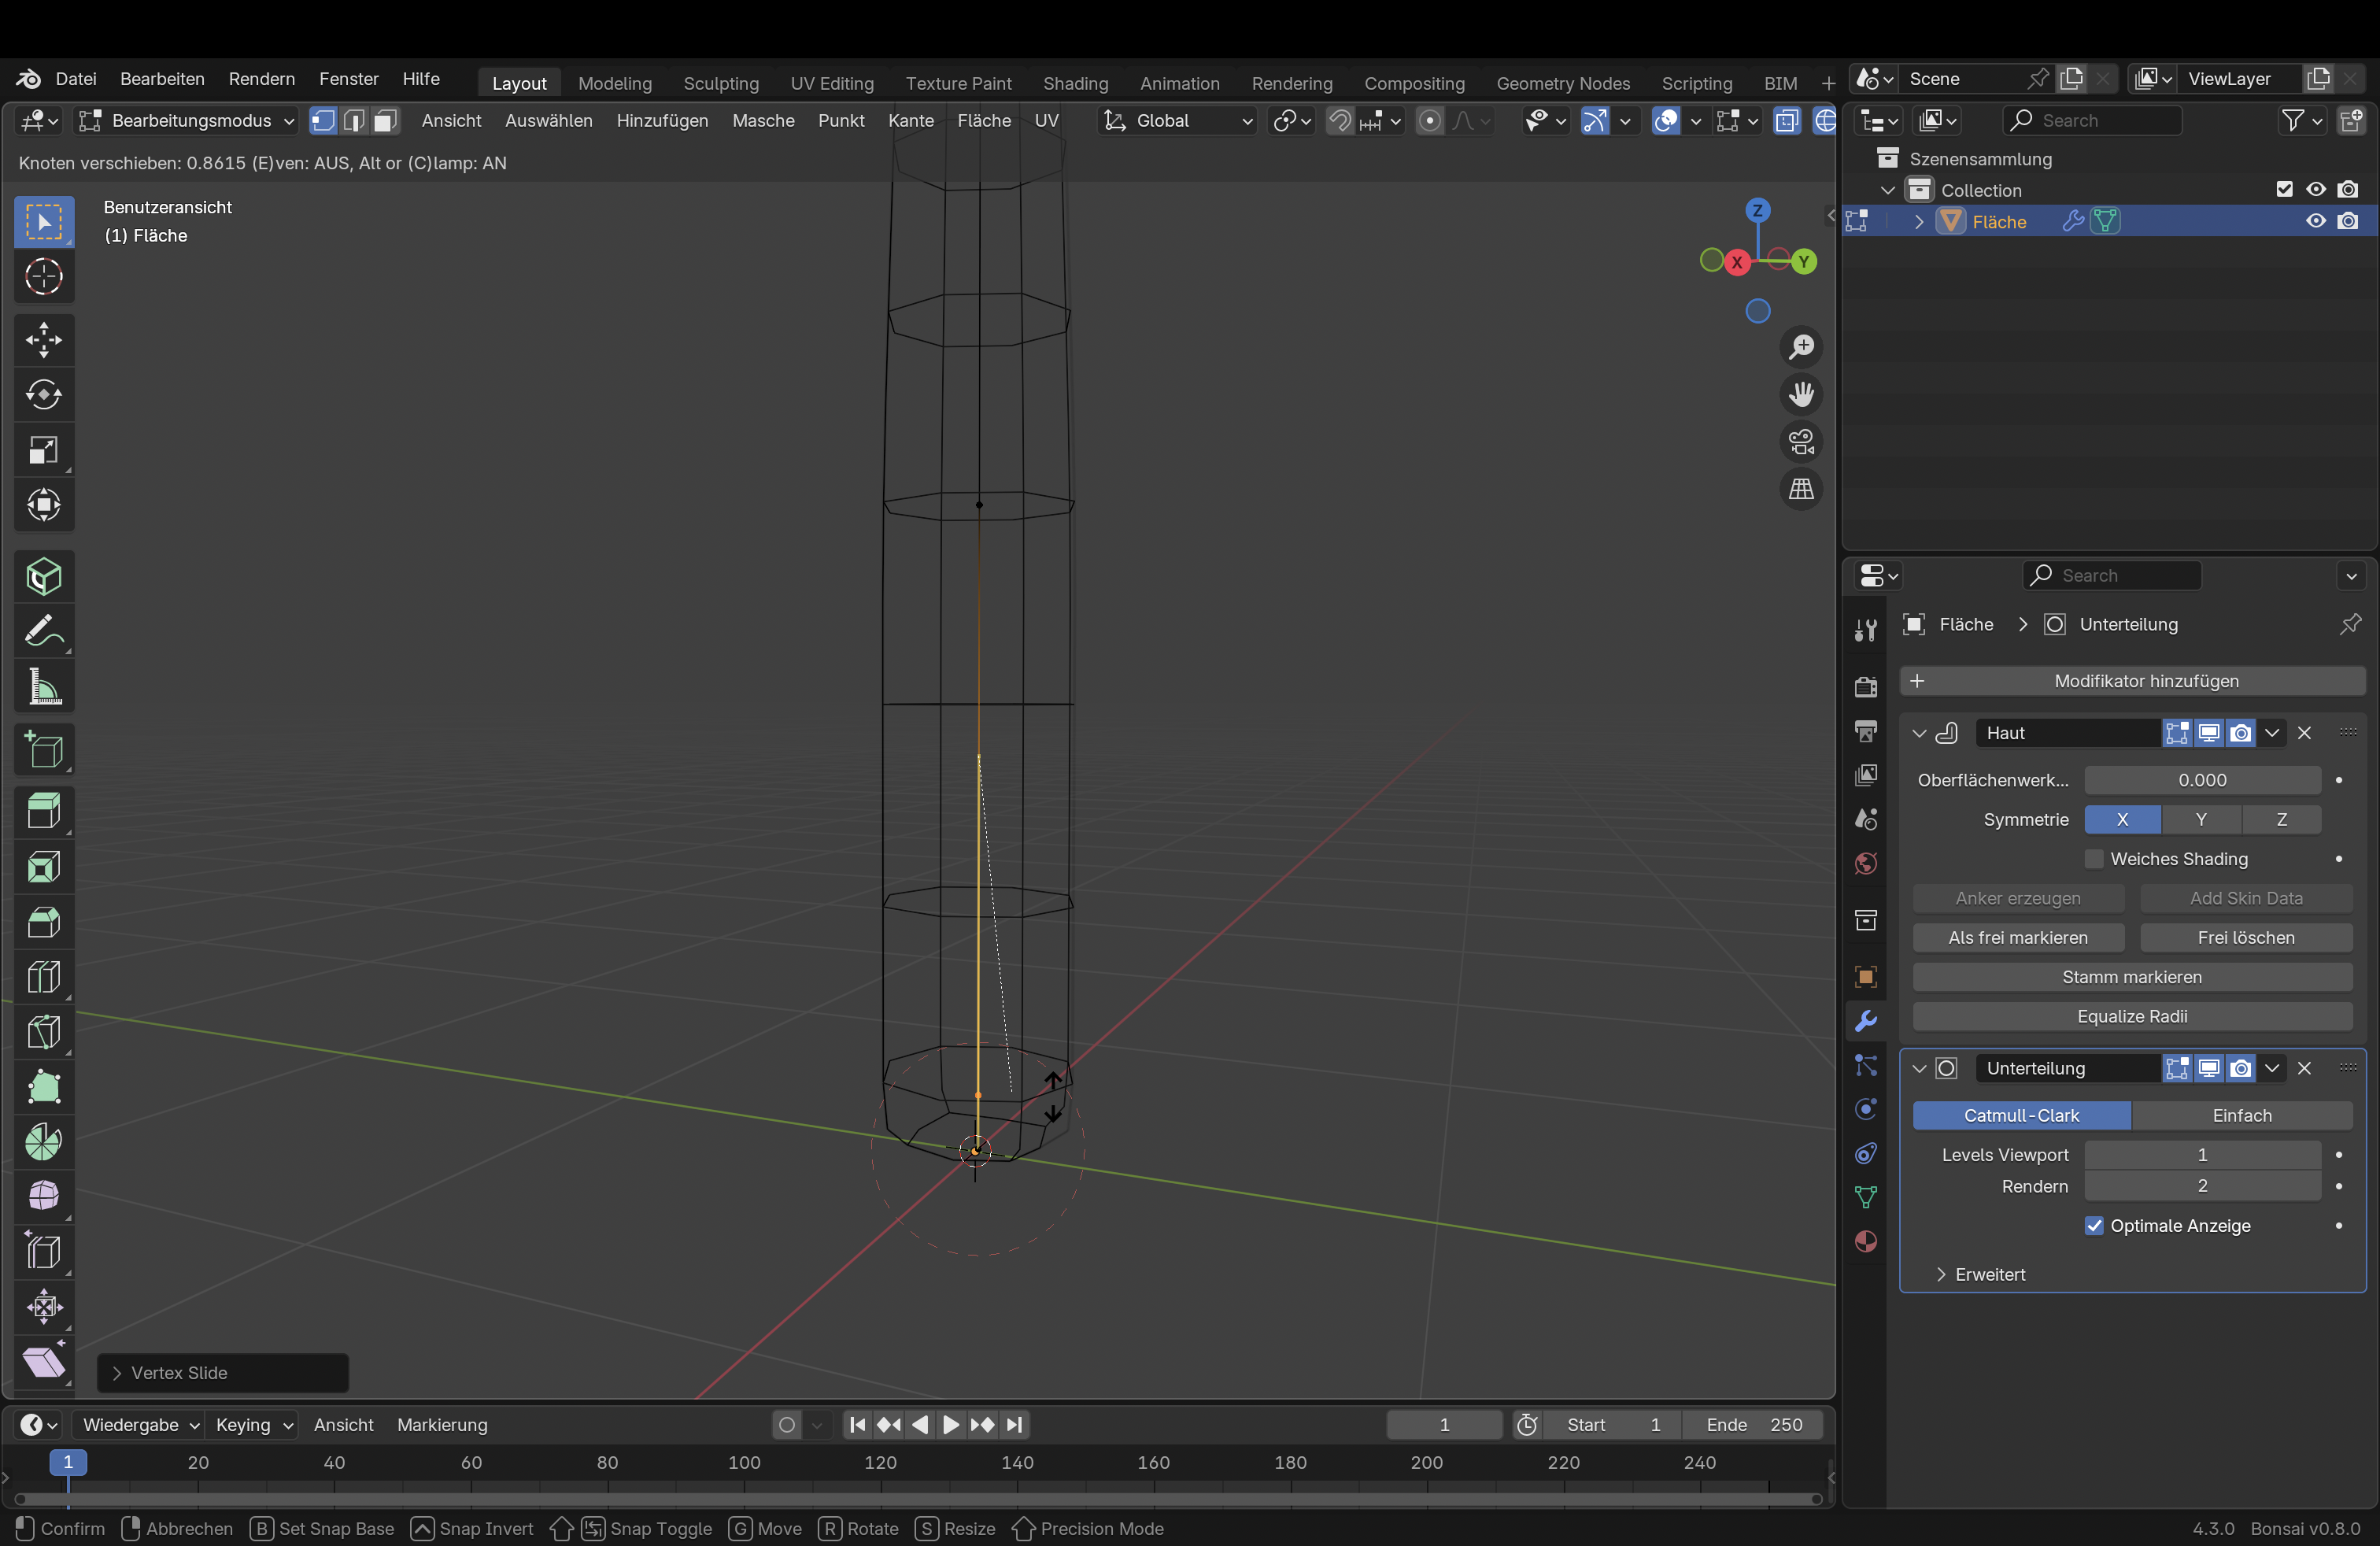 Datei Bearbeiten Rendern Fenster Hilfe Layout Modeling Sculpting UV Editing Texture Paint Shading Animation Rendering Compositing Geometry Nodes Scripting BIM + Scene ViewLayer
Bearbeitungsmodus Ansicht Auswählen Hinzufügen Masche Punkt Kante Fläche UV Global Search
Knoten verschieben: 0.8615 (E)ven: AUS, Alt or (C)lamp: AN
Szenensammlung
Collection
Fläche
Benutzeransicht
(1) Fläche
Z
X
Y
Search
Fläche > Unterteilung
+ Modifikator hinzufügen
Haut
Oberflächenwerk... 0.000
Symmetrie X Y Z
Weiches Shading
Anker erzeugen Add Skin Data
Als frei markieren Frei löschen
Stamm markieren
Equalize Radii
Unterteilung
Catmull-Clark Einfach
Levels Viewport 1
Rendern 2
Optimale Anzeige
Erweitert
Vertex Slide
Wiedergabe Keying Ansicht Markierung 1 Start 1 Ende 250
1 20 40 60 80 100 120 140 160 180 200 220 240
Confirm Abbrechen B Set Snap Base Snap Invert Snap Toggle G Move R Rotate S Resize Precision Mode 4.3.0 Bonsai v0.8.0